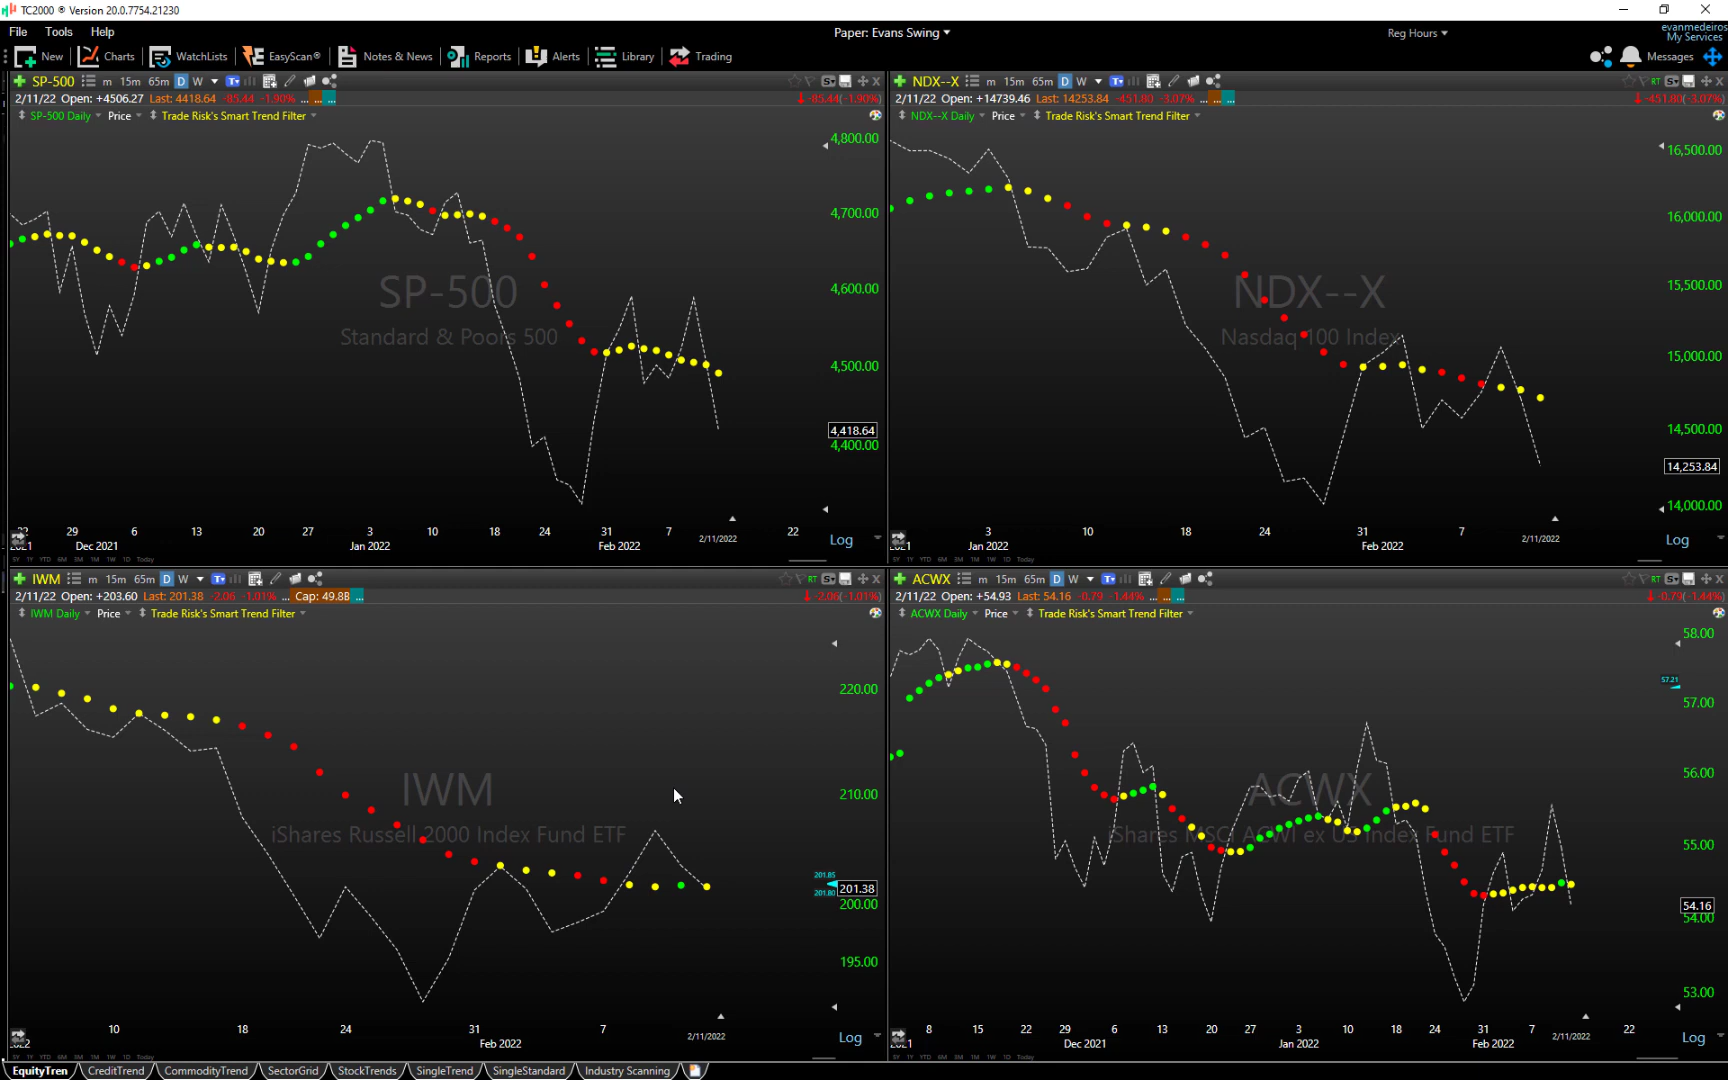 TC2000 ® Version 20.0.7754.21230
File Tools Help Paper: Evans Swing Reg Hours evanmedeiros
My Services
New Charts WatchLists EasyScan® Notes & News Reports Alerts Library Trading Messages
SP-500 m 15m 65m D W
2/11/22 Open: +4506.27 Last: 4418.64 -85.44 -1.90% ... ... ... -85.44(-1.90%)
SP-500 Daily Price Trade Risk's Smart Trend Filter
4,800.00
4,700.00
4,600.00
4,500.00
4,418.64
4,400.00
SP-500
Standard & Poors 500
22 29 6 13 20 27 3 10 18 24 31 7 2/11/2022 22
Dec 2021 Jan 2022 Feb 2022
Log
NDX--X m 15m 65m D W
2/11/22 Open: +14739.46 Last: 14253.84 -451.80 -3.07% ... ... ... -451.80(-3.07%)
NDX--X Daily Price Trade Risk's Smart Trend Filter
16,500.00
16,000.00
15,500.00
15,000.00
14,500.00
14,253.84
14,000.00
NDX--X
Nasdaq 100 Index
3 10 18 24 31 7 2/11/2022
Jan 2022 Feb 2022
Log
IWM m 15m 65m D W RT
2/11/22 Open: +203.60 Last: 201.38 -2.06 -1.01% ... Cap: 49.8B ... -2.06(-1.01%)
IWM Daily Price Trade Risk's Smart Trend Filter
220.00
210.00
201.85
201.38
201.80
200.00
195.00
IWM
iShares Russell 2000 Index Fund ETF
10 18 24 31 7 2/11/2022
Feb 2022
Log
ACWX m 15m 65m D W RT
2/11/22 Open: +54.93 Last: 54.16 -0.79 -1.44% ... ... ... -0.79(-1.44%)
ACWX Daily Price Trade Risk's Smart Trend Filter
58.00
57.21
57.00
56.00
55.00
54.16
54.00
53.00
ACWX
iShares MSCI ACWI ex US Index Fund ETF
8 15 22 29 6 13 20 27 3 10 18 24 31 7 2/11/2022 22
Dec 2021 Jan 2022 Feb 2022
Log
EquityTren CreditTrend CommodityTrend SectorGrid StockTrends SingleTrend SingleStandard Industry Scanning